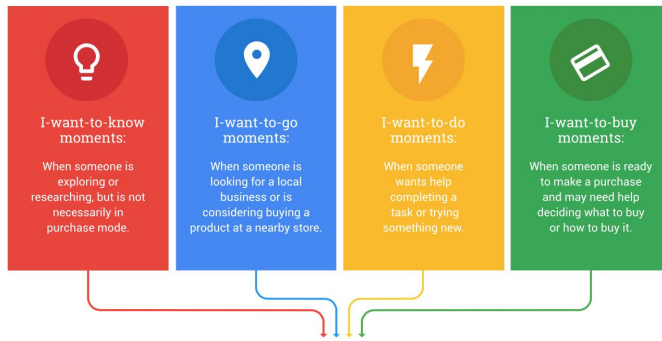 I-want-to-know
moments:
When someone is
exploring or
researching, but is not
necessarily in
purchase mode.
I-want-to-go
moments:
When someone is
looking for a local
business or is
considering buying a
product at a nearby store.
I-want-to-do
moments:
When someone
wants help
completing a
task or trying
something new.
I-want-to-buy
moments:
When someone is ready
to make a purchase
and may need help
deciding what to buy
or how to buy it.